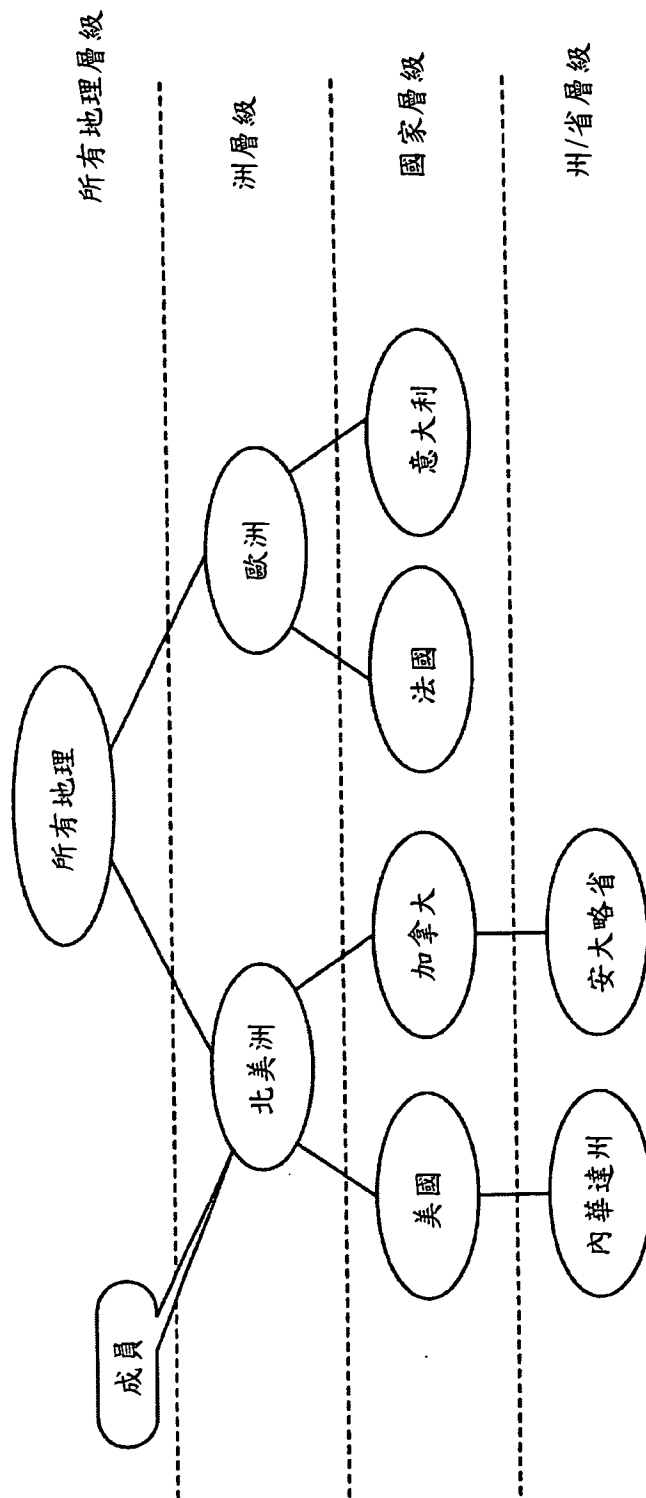 所有地理層級
洲層級
國家層級
州/省層級
所有地理
成員
北美洲
歐洲
美國
加拿大
法國
意大利
內華達州
安大略省